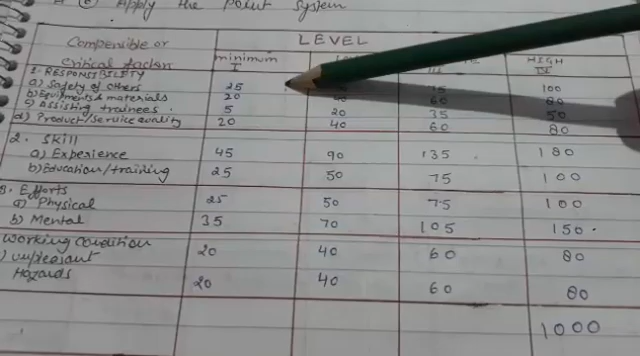 Apply the Point System
Compensible or LEVEL
Critical factors minimum HIGH
I III IV
1. RESPONSIBILITY
a) Safety of others 25 100
b) Equipments & materials 20 40 60 80
c) Assisting trainees. 5 20 35 50
d) Product/Service quality 20 40 60 80
2. Skill
a) Experience 45 90 135 180
b) Education/training 25 50 75 100
3. Efforts
a) Physical 25 50 75 100
b) Mental 35 70 105 150.
Working Condition
unpleasant 20 40 60 80
Hazards 20 40 60 80
1000